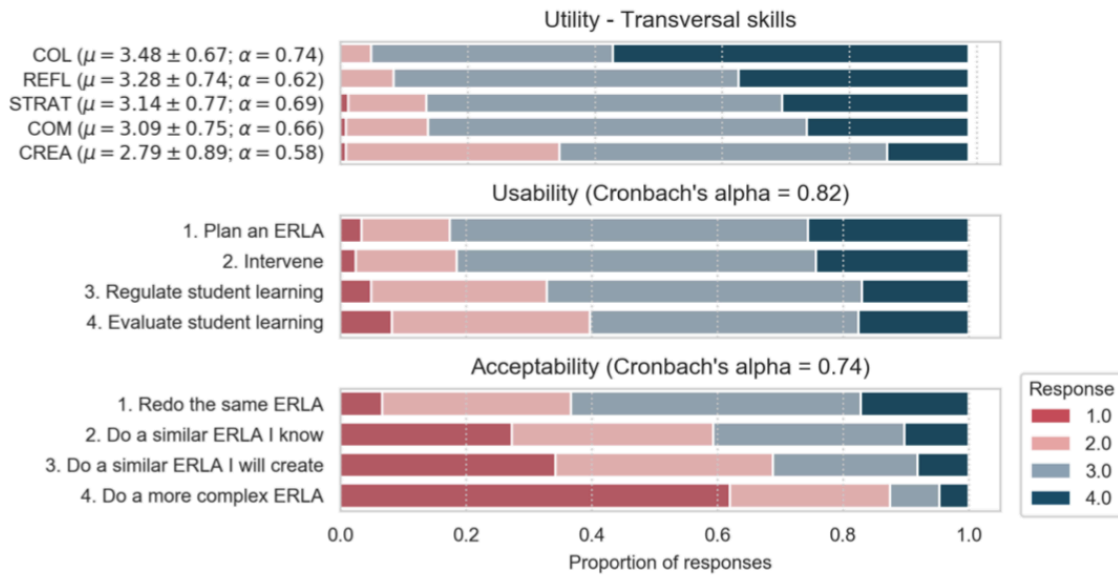 Utility - Transversal skills
COL (μ = 3.48 ± 0.67; α = 0.74)
REFL (μ = 3.28 ± 0.74; α = 0.62)
STRAT (μ = 3.14 ± 0.77; α = 0.69)
COM (μ = 3.09 ± 0.75; α = 0.66)
CREA (μ = 2.79 ± 0.89; α = 0.58)
Usability (Cronbach's alpha = 0.82)
1. Plan an ERLA
2. Intervene
3. Regulate student learning
4. Evaluate student learning
Acceptability (Cronbach's alpha = 0.74)
1. Redo the same ERLA
2. Do a similar ERLA I know
3. Do a similar ERLA I will create
4. Do a more complex ERLA
0.0 0.2 0.4 0.6 0.8 1.0
Proportion of responses
Response
1.0
2.0
3.0
4.0